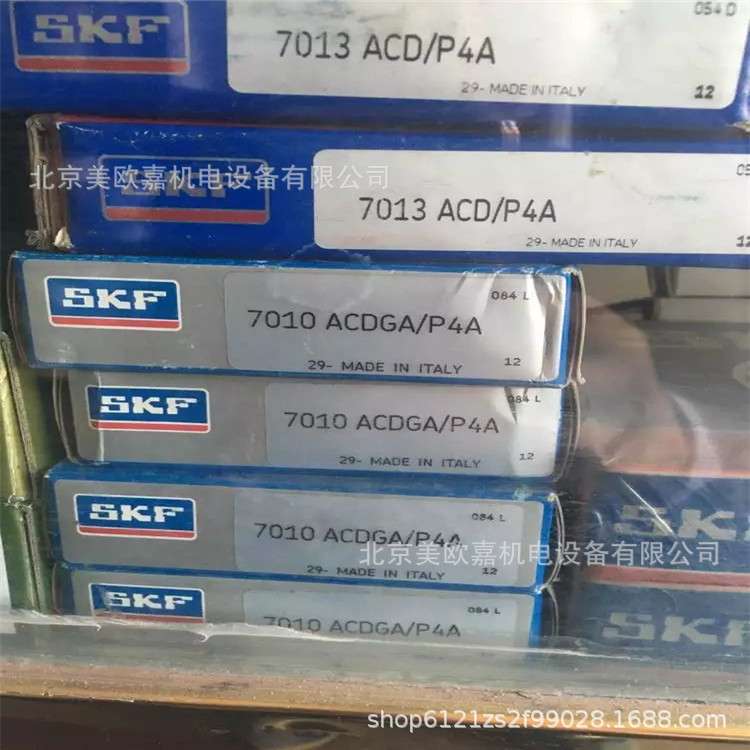 SKF
054 D
7013 ACD/P4A
29- MADE IN ITALY
12
北京美欧嘉机电设备有限公司
SKF
7013 ACD/P4A
29- MADE IN ITALY
12
SKF
084 L
7010 ACDGA/P4A
29- MADE IN ITALY
12
SKF
084 L
7010 ACDGA/P4A
29- MADE IN ITALY
12
SKF
084 L
7010 ACDGA/P4A
29- MADE IN ITALY
12
北京美欧嘉机电设备有限公司
SKF
SKF
084 L
7010 ACDGA/P4A
SKF
shop6121zs2f99028.1688.com